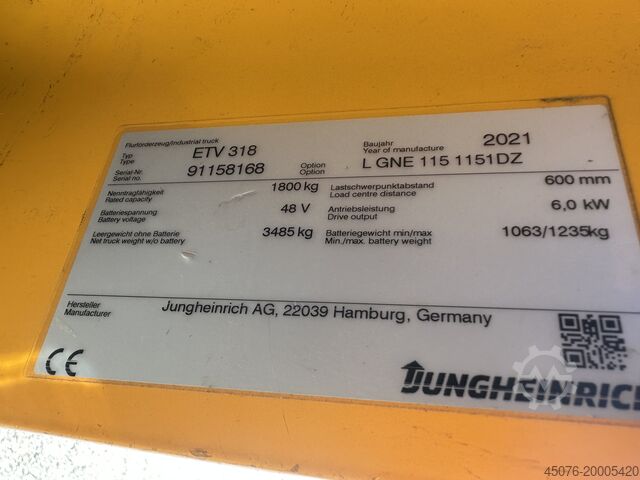 Flurförderzeug/Industrial truck
Typ
Type ETV 318 Baujahr
Year of manufacture 2021
Serial-Nr.
Serial no. 91158168 Option
Option L GNE 115 1151DZ
Nenntragfähigkeit
Rated capacity 1800 kg Lastschwerpunktabstand
Load centre distance 600 mm
Batteriespannung
Battery voltage 48 V Antriebsleistung
Drive output 6,0 kW
Leergewicht ohne Batterie
Net truck weight w/o battery 3485 kg Batteriegewicht min/max
Min./max. battery weight 1063/1235kg
Hersteller
Manufacturer Jungheinrich AG, 22039 Hamburg, Germany
CE
JUNGHEINRICH
45076-20005420